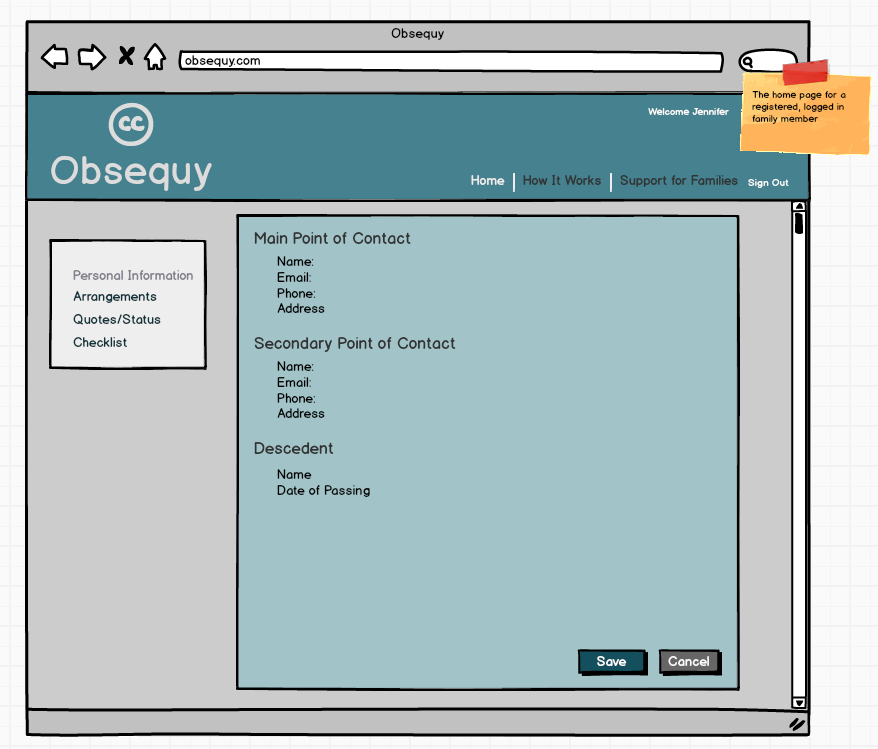 Obsequy
obsequy.com
The home page for a
registered, logged in
family member
Welcome Jennifer
cc
Obsequy
Home How It Works Support for Families Sign Out
Personal Information
Arrangements
Quotes/Status
Checklist
Main Point of Contact
Name:
Email:
Phone:
Address
Secondary Point of Contact
Name:
Email:
Phone:
Address
Descedent
Name
Date of Passing
Save Cancel